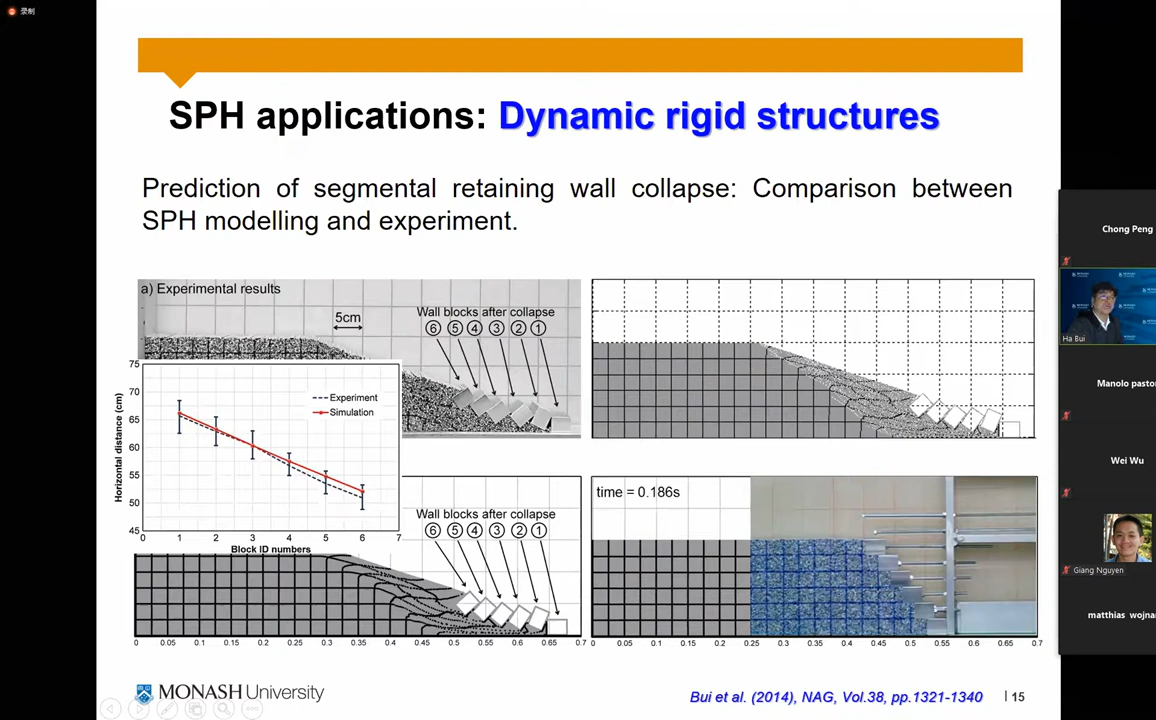 录制
SPH applications: Dynamic rigid structures
Prediction of segmental retaining wall collapse: Comparison between
SPH modelling and experiment.
a) Experimental results
5cm
Wall blocks after collapse
6 5 4 3 2 1
Horizontal distance (cm)
75
70
65
60
55
50
45
Experiment
Simulation
1 2 3 4 5 6 7
Block ID numbers
Wall blocks after collapse
6 5 4 3 2 1
0 0.05 0.1 0.15 0.2 0.25 0.3 0.35 0.4 0.45 0.5 0.55 0.6 0.65 0.7
time = 0.186s
0 0.05 0.1 0.15 0.2 0.25 0.3 0.35 0.4 0.45 0.5 0.55 0.6 0.65 0.7
MONASH University
Bui et al. (2014), NAG, Vol.38, pp.1321-1340
15
Chong Peng
Ha Bui
Manolo pastor
Wei Wu
Giang Nguyen
matthias wojnar